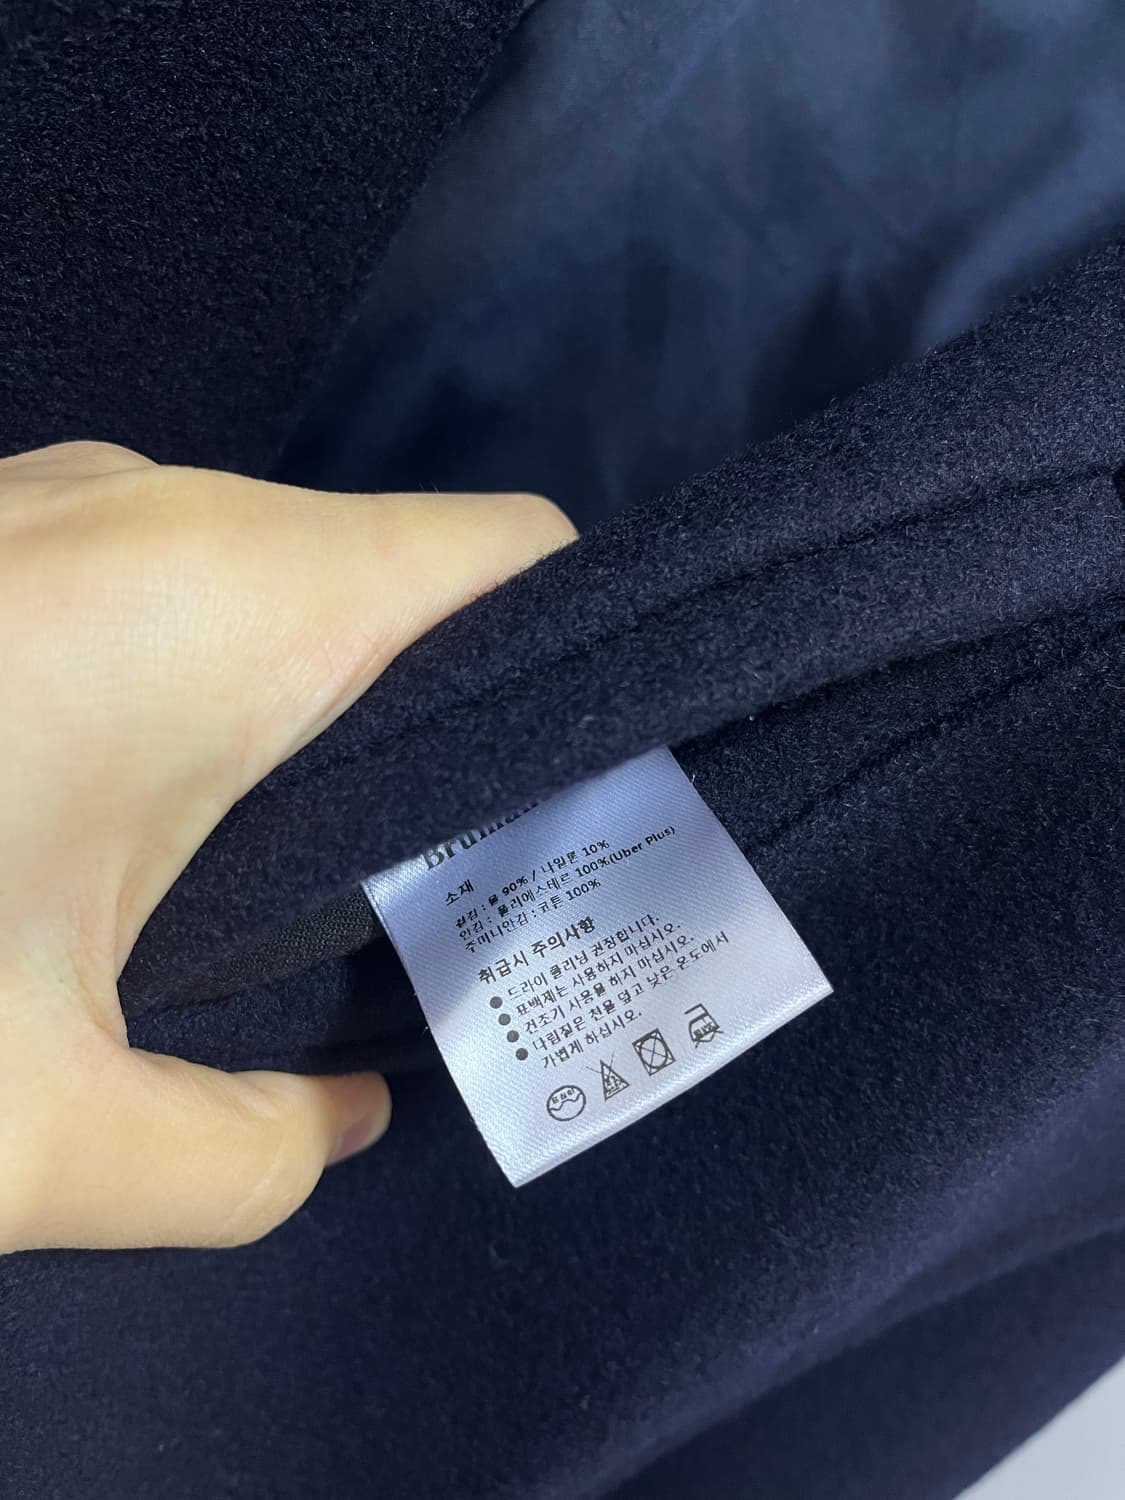 소재
겉감 : 울 90% / 나일론 10%
안감 : 폴리에스테르 100%(Uber Plus)
주머니안감 : 코튼 100%
취급시 주의사항
● 드라이 클리닝 권장합니다.
● 표백제는 사용하지 마십시오.
● 건조기 사용을 하지 마십시오.
● 다림질은 천을 덮고 낮은 온도에서
가볍게 하십시오.